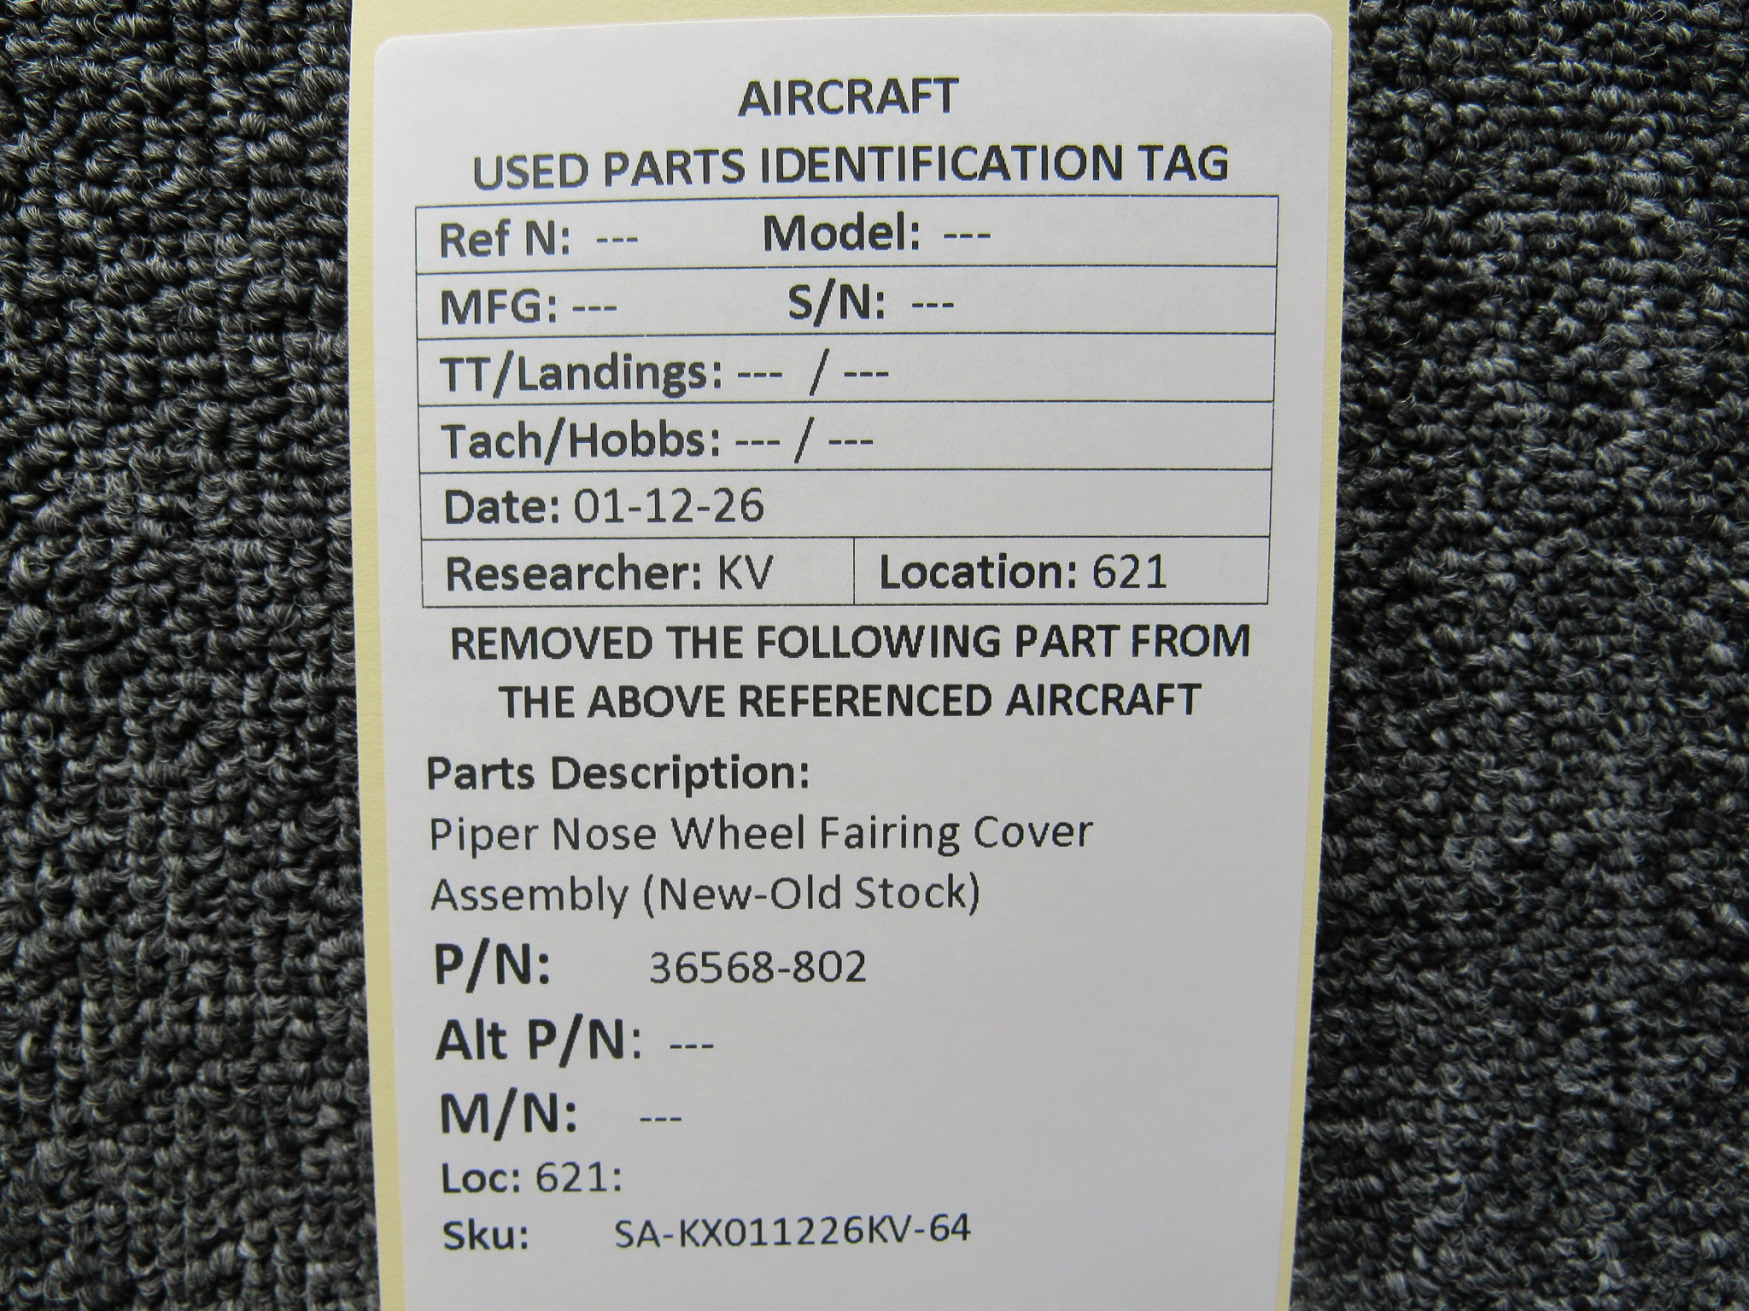 AIRCRAFT
USED PARTS IDENTIFICATION TAG
Ref N: --- Model: ---
MFG: --- S/N: ---
TT/Landings: --- / ---
Tach/Hobbs: --- / ---
Date: 01-12-26
Researcher: KV Location: 621
REMOVED THE FOLLOWING PART FROM
THE ABOVE REFERENCED AIRCRAFT
Parts Description:
Piper Nose Wheel Fairing Cover
Assembly (New-Old Stock)
P/N: 36568-802
Alt P/N: ---
M/N: ---
Loc: 621:
Sku: SA-KX011226KV-64